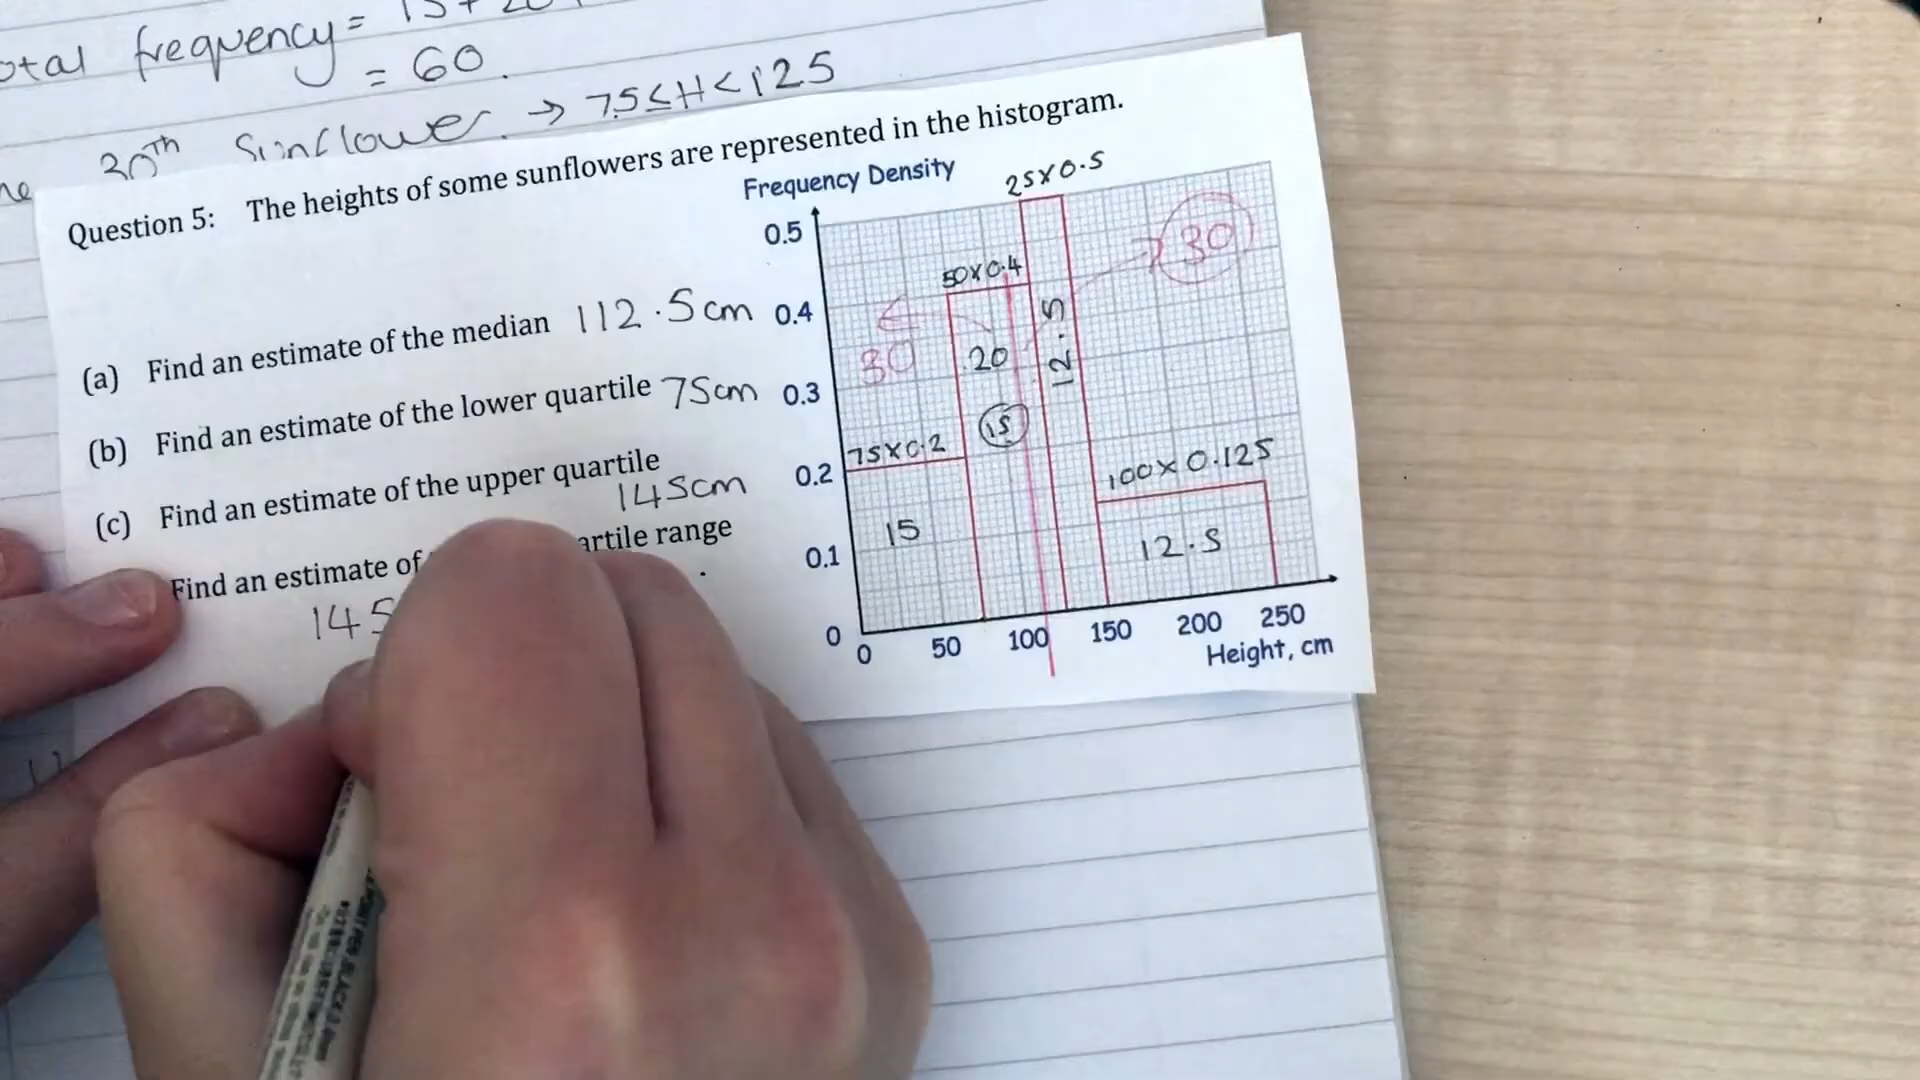 otal frequency = 15 + 20
= 60.
30th Sunflower. → 75 ≤ H < 125
Question 5: The heights of some sunflowers are represented in the histogram.
(a) Find an estimate of the median 112.5cm
(b) Find an estimate of the lower quartile 75cm
(c) Find an estimate of the upper quartile
145cm
Find an estimate of artile range
145
Frequency Density
0.5
0.4
0.3
0.2
0.1
0
0 50 100 150 200 250
Height, cm
25×0.5
50×0.4
75×0.2
100×0.125
30
30
20
12.5
15
15
12.5